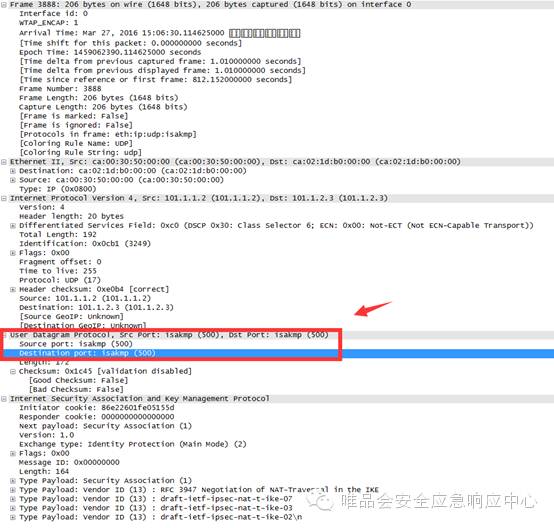 Frame 3888: 206 bytes on wire (1648 bits), 206 bytes captured (1648 bits) on interface 0
Interface id: 0
WTAP_ENCAP: 1
Arrival Time: Mar 27, 2016 15:06:30.114625000
[Time shift for this packet: 0.000000000 seconds]
Epoch Time: 1459062390.114625000 seconds
[Time delta from previous captured frame: 1.010000000 seconds]
[Time delta from previous displayed frame: 1.010000000 seconds]
[Time since reference or first frame: 812.152000000 seconds]
Frame Number: 3888
Frame Length: 206 bytes (1648 bits)
Capture Length: 206 bytes (1648 bits)
[Frame is marked: False]
[Frame is ignored: False]
[Protocols in frame: eth:ip:udp:isakmp]
[Coloring Rule Name: UDP]
[Coloring Rule String: udp]
Ethernet II, Src: ca:00:30:50:00:00 (ca:00:30:50:00:00), Dst: ca:02:1d:b0:00:00 (ca:02:1d:b0:00:00)
Destination: ca:02:1d:b0:00:00 (ca:02:1d:b0:00:00)
Source: ca:00:30:50:00:00 (ca:00:30:50:00:00)
Type: IP (0x0800)
Internet Protocol Version 4, Src: 101.1.1.2 (101.1.1.2), Dst: 101.1.2.3 (101.1.2.3)
Version: 4
Header length: 20 bytes
Differentiated Services Field: 0xc0 (DSCP 0x30: Class Selector 6; ECN: 0x00: Not-ECT (Not ECN-Capable Transport))
Total Length: 192
Identification: 0x0cb1 (3249)
Flags: 0x00
Fragment offset: 0
Time to live: 255
Protocol: UDP (17)
Header checksum: 0xe0b4 [correct]
Source: 101.1.1.2 (101.1.1.2)
Destination: 101.1.2.3 (101.1.2.3)
[Source GeoIP: Unknown]
[Destination GeoIP: Unknown]
User Datagram Protocol, Src Port: isakmp (500), Dst Port: isakmp (500)
Source port: isakmp (500)
Destination port: isakmp (500)
Length: 172
Checksum: 0x1c45 [validation disabled]
[Good Checksum: False]
[Bad Checksum: False]
Internet Security Association and Key Management Protocol
Initiator cookie: 86e22601fe05155d
Responder cookie: 0000000000000000
Next payload: Security Association (1)
Version: 1.0
Exchange type: Identity Protection (Main Mode) (2)
Flags: 0x00
Message ID: 0x00000000
Length: 164
Type Payload: Security Association (1)
Type Payload: Vendor ID (13) : RFC 3947 Negotiation of NAT-Traversal in the IKE
Type Payload: Vendor ID (13) : draft-ietf-ipsec-nat-t-ike-07
Type Payload: Vendor ID (13) : draft-ietf-ipsec-nat-t-ike-03
Type Payload: Vendor ID (13) : draft-ietf-ipsec-nat-t-ike-02\n
唯品会安全应急响应中心